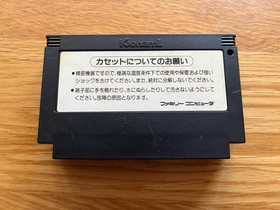 Konami
カセットについてのお願い
●精密機器ですので、極端な温度条件下での使用や保管および強い
ショックをさけてください。また、絶対に分解しないでください。
●端子部に手を触れたり、水にぬらしたりして汚さないようにして
ください。故障の原因となります。
ファミリーコンピュータ